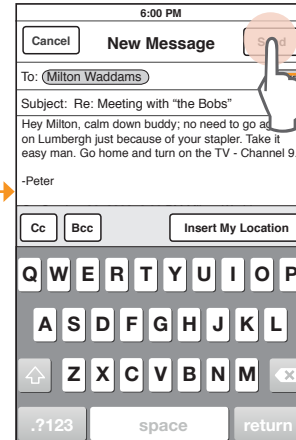 6:00 PM
Cancel New Message
To: Milton Waddams
Subject: Re: Meeting with “the Bobs”
Hey Milton, calm down buddy; no need to go
on Lumbergh just because of your stapler. Take it
easy man. Go home and turn on the TV - Channel 9.
-Peter
Cc Bcc Insert My Location
Q W E R T Y U I O P
A S D F G H J K L
Z X C V B N M
.?123 space return